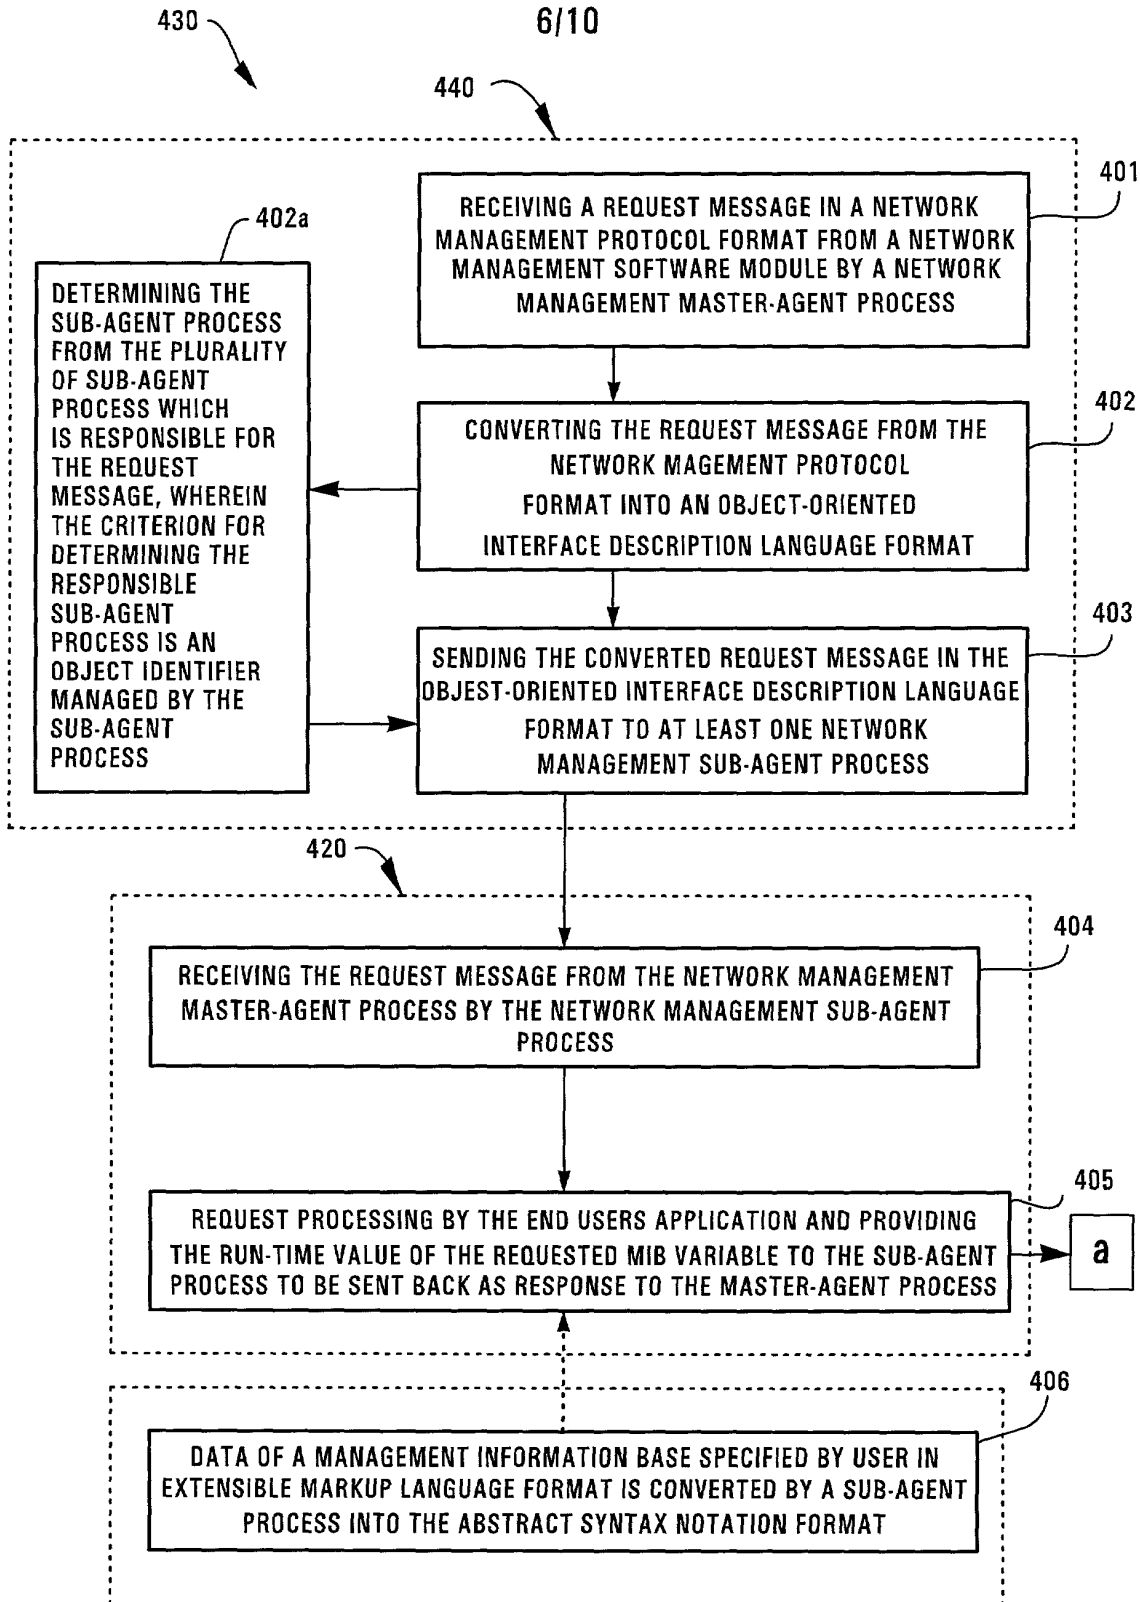 6/10
430
440
401
RECEIVING A REQUEST MESSAGE IN A NETWORK
MANAGEMENT PROTOCOL FORMAT FROM A NETWORK
MANAGEMENT SOFTWARE MODULE BY A NETWORK
MANAGEMENT MASTER-AGENT PROCESS
402a
DETERMINING THE
SUB-AGENT PROCESS
FROM THE PLURALITY
OF SUB-AGENT
PROCESS WHICH
IS RESPONSIBLE FOR
THE REQUEST
MESSAGE, WHEREIN
THE CRITERION FOR
DETERMINING THE
RESPONSIBLE
SUB-AGENT
PROCESS IS AN
OBJECT IDENTIFIER
MANAGED BY THE
SUB-AGENT
PROCESS
402
CONVERTING THE REQUEST MESSAGE FROM THE
NETWORK MAGEMENT PROTOCOL
FORMAT INTO AN OBJECT-ORIENTED
INTERFACE DESCRIPTION LANGUAGE FORMAT
403
SENDING THE CONVERTED REQUEST MESSAGE IN THE
OBJEST-ORIENTED INTERFACE DESCRIPTION LANGUAGE
FORMAT TO AT LEAST ONE NETWORK
MANAGEMENT SUB-AGENT PROCESS
420
404
RECEIVING THE REQUEST MESSAGE FROM THE NETWORK MANAGEMENT
MASTER-AGENT PROCESS BY THE NETWORK MANAGEMENT SUB-AGENT
PROCESS
405
REQUEST PROCESSING BY THE END USERS APPLICATION AND PROVIDING
THE RUN-TIME VALUE OF THE REQUESTED MIB VARIABLE TO THE SUB-AGENT
PROCESS TO BE SENT BACK AS RESPONSE TO THE MASTER-AGENT PROCESS
a
406
DATA OF A MANAGEMENT INFORMATION BASE SPECIFIED BY USER IN
EXTENSIBLE MARKUP LANGUAGE FORMAT IS CONVERTED BY A SUB-AGENT
PROCESS INTO THE ABSTRACT SYNTAX NOTATION FORMAT